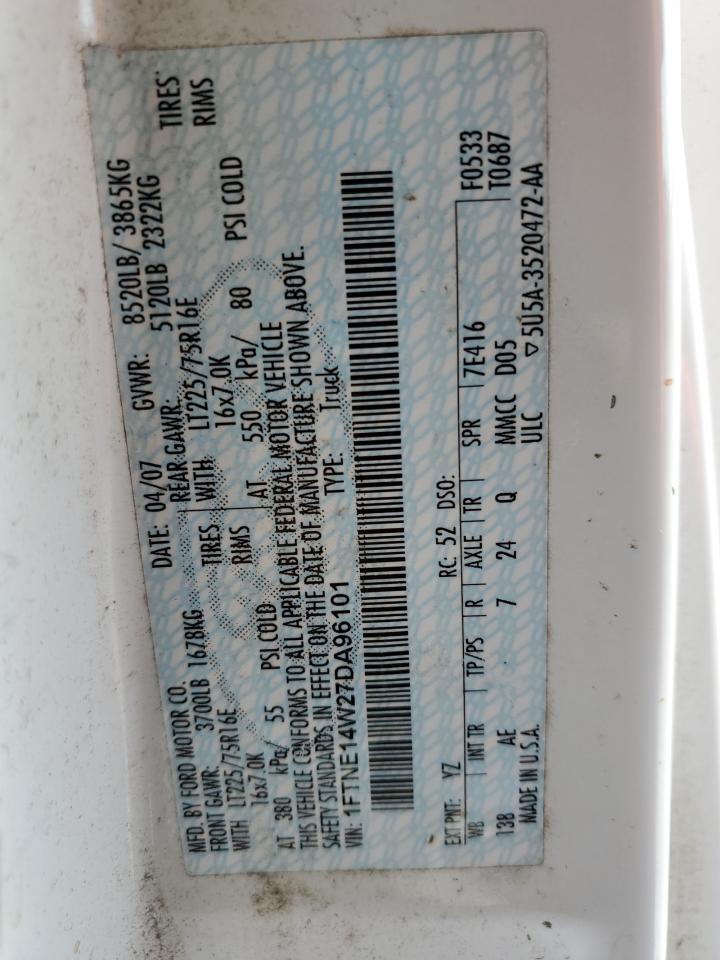 MFD. BY FORD MOTOR CO. DATE: 04/07 GVWR: 8520LB/ 3865KG
FRONT GAWR: 3700LB 1678KG REAR GAWR: 5120LB 2322KG
WITH LT225/75R16E TIRES WITH LT225/75R16E TIRES
16x7.0K RIMS 16x7.0K RIMS
AT 380 kPa/ 55 PSI COLD AT 550 kPa/ 80 PSI COLD
THIS VEHICLE CONFORMS TO ALL APPLICABLE FEDERAL MOTOR VEHICLE
SAFETY STANDARDS IN EFFECT ON THE DATE OF MANUFACTURE SHOWN ABOVE.
VIN: 1FTNE14W27DA96101 TYPE: Truck
F0533
T0687
EXT PNT: YZ RC: 52 DSO:
WB INT TR TP/PS R AXLE TR SPR 7E416
138 AE 7 24 Q MMCC D05
MADE IN U.S.A. ULC ▽5U5A-3520472-AA